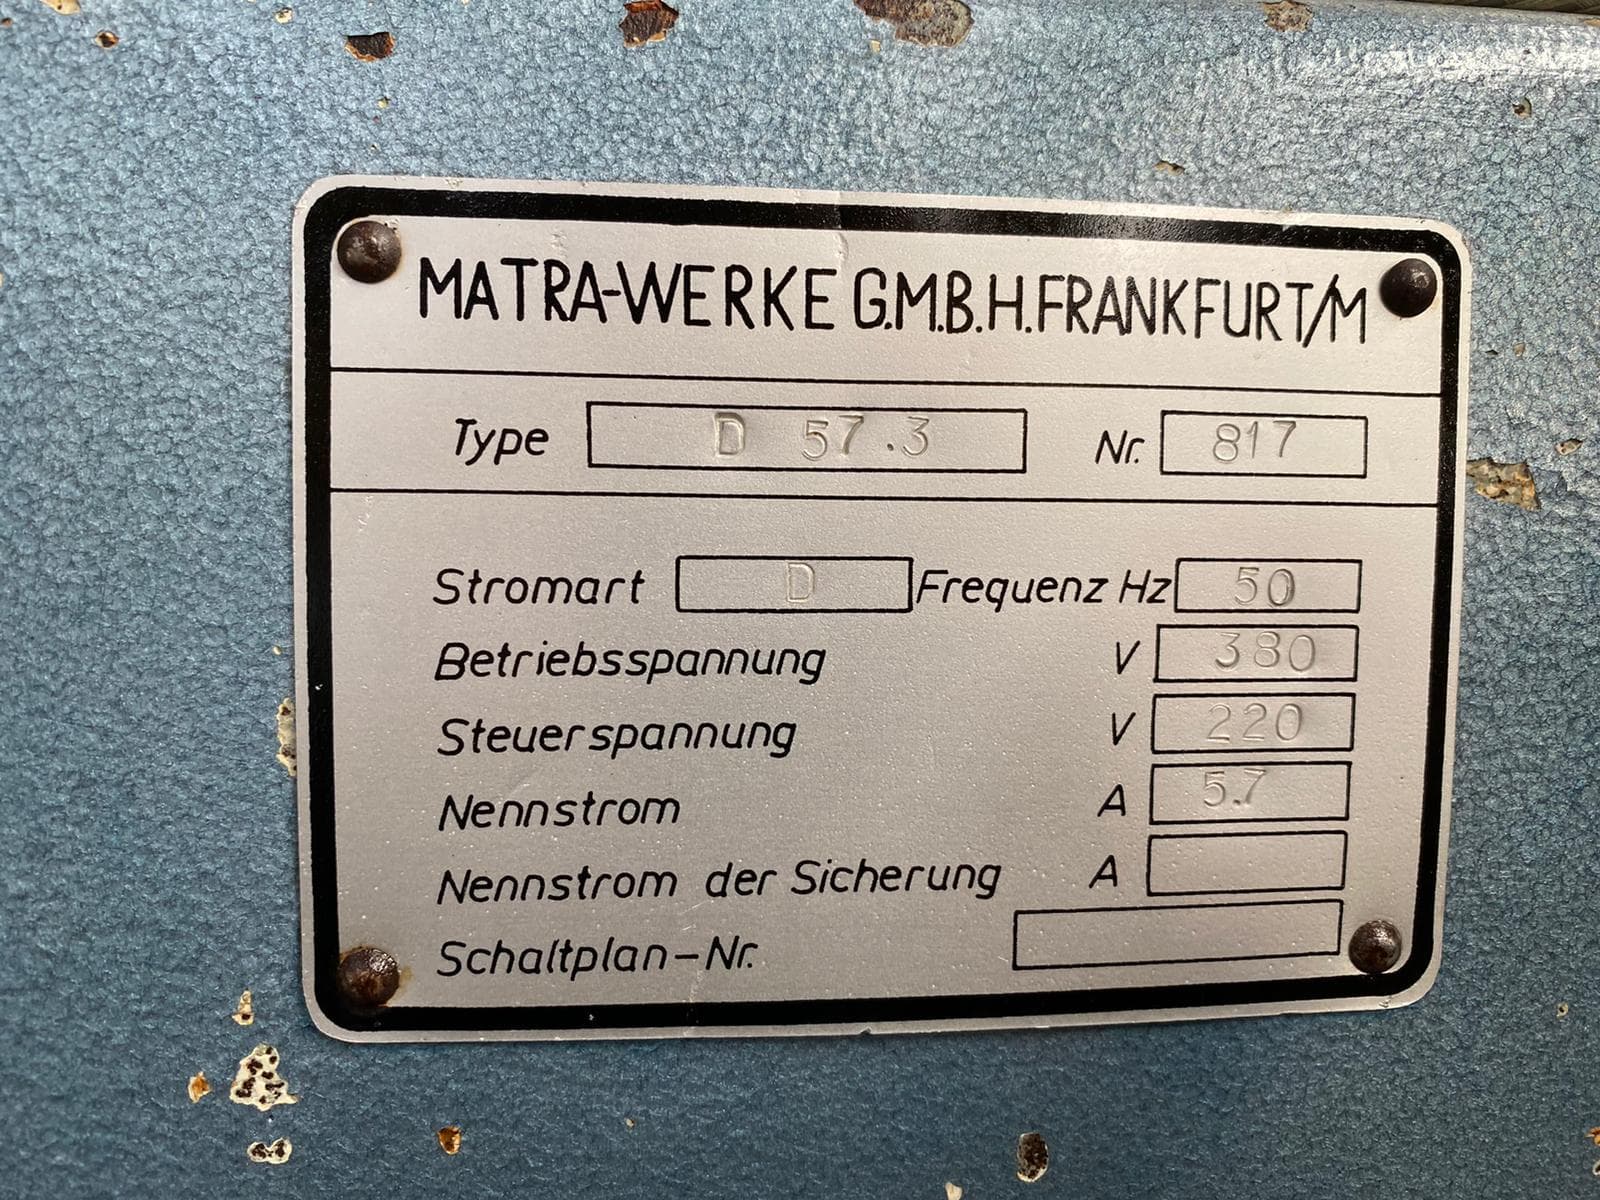 MATRA-WERKE G.M.B.H. FRANKFURT/M
Type D 57.3 Nr. 817
Stromart D Frequenz Hz 50
Betriebsspannung V 380
Steuerspannung V 220
Nennstrom A 5.7
Nennstrom der Sicherung A
Schaltplan-Nr.